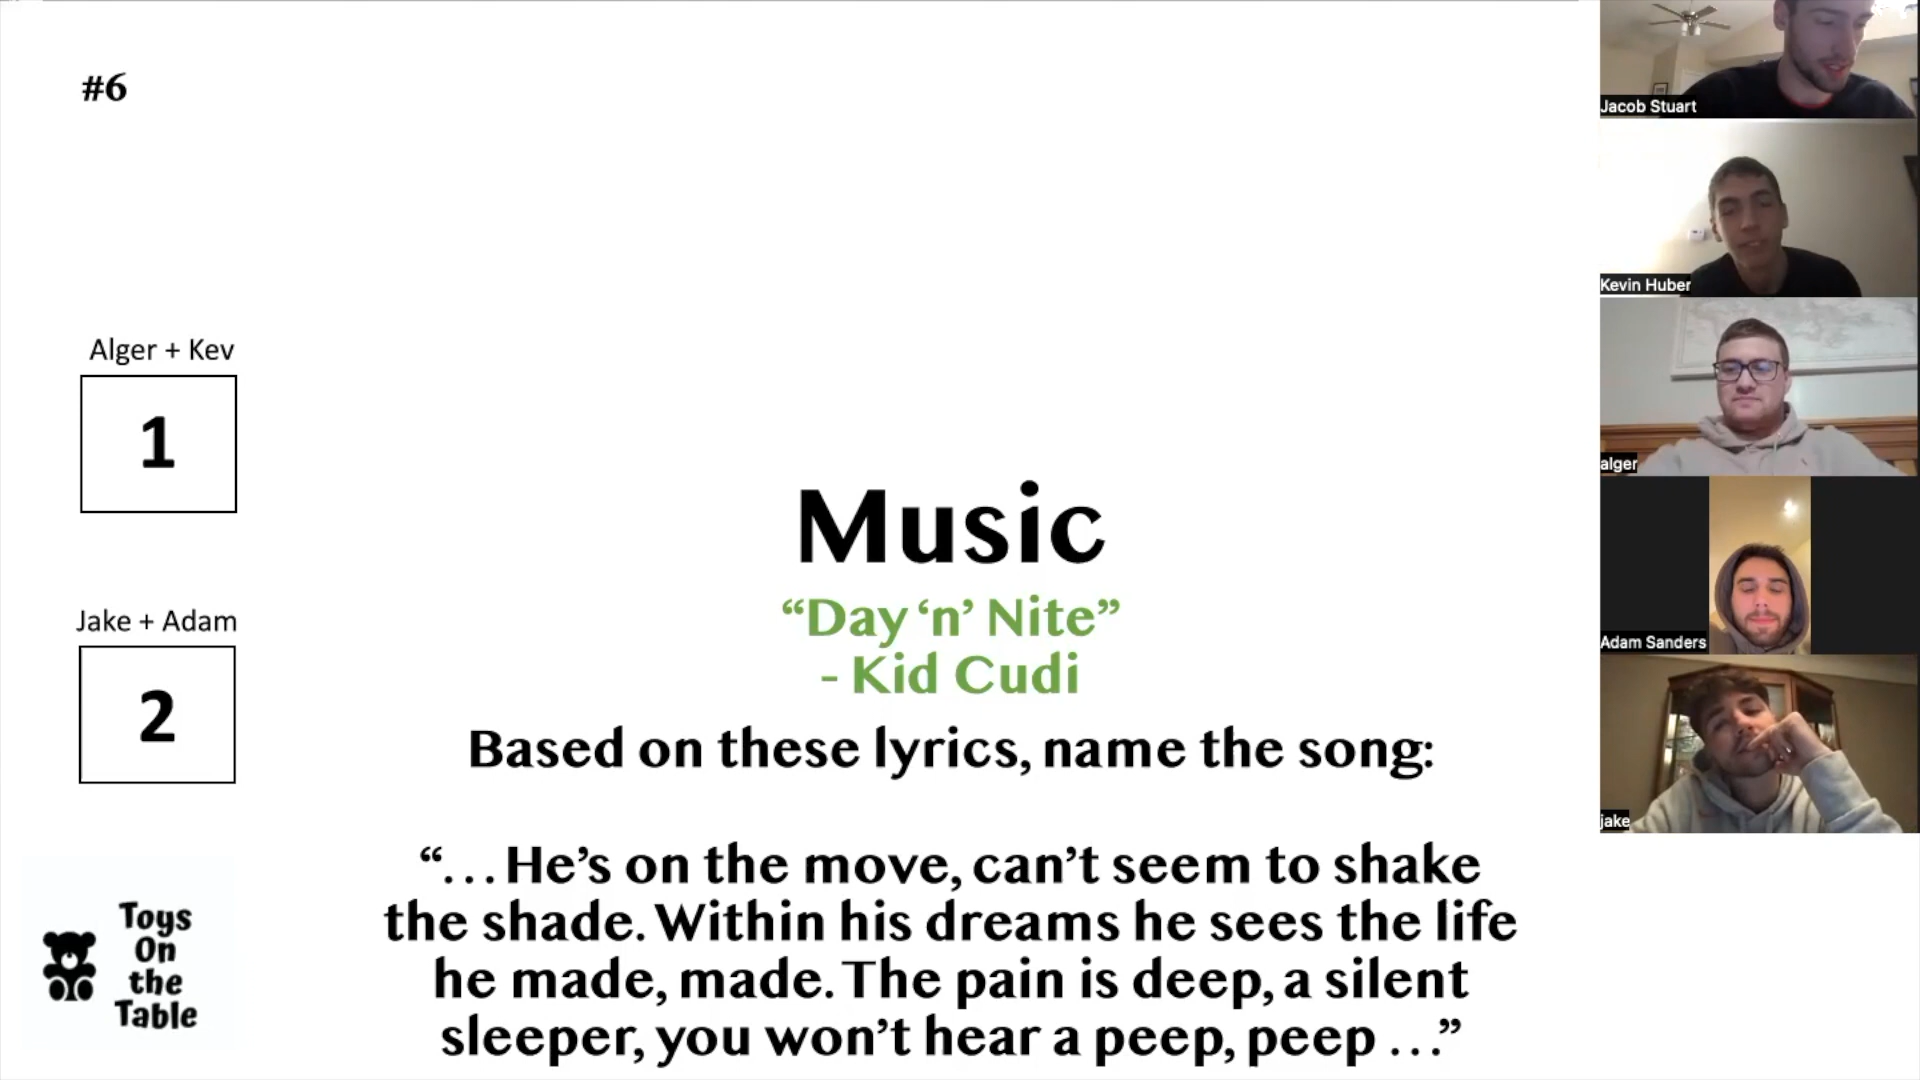 #6
Alger + Kev
1
Jake + Adam
2
Toys
On
the
Table
Music
“Day ‘n’ Nite”
- Kid Cudi
Based on these lyrics, name the song:
“…He’s on the move, can’t seem to shake
the shade. Within his dreams he sees the life
he made, made. The pain is deep, a silent
sleeper, you won’t hear a peep, peep …”
Jacob Stuart
Kevin Huber
alger
Adam Sanders
jake